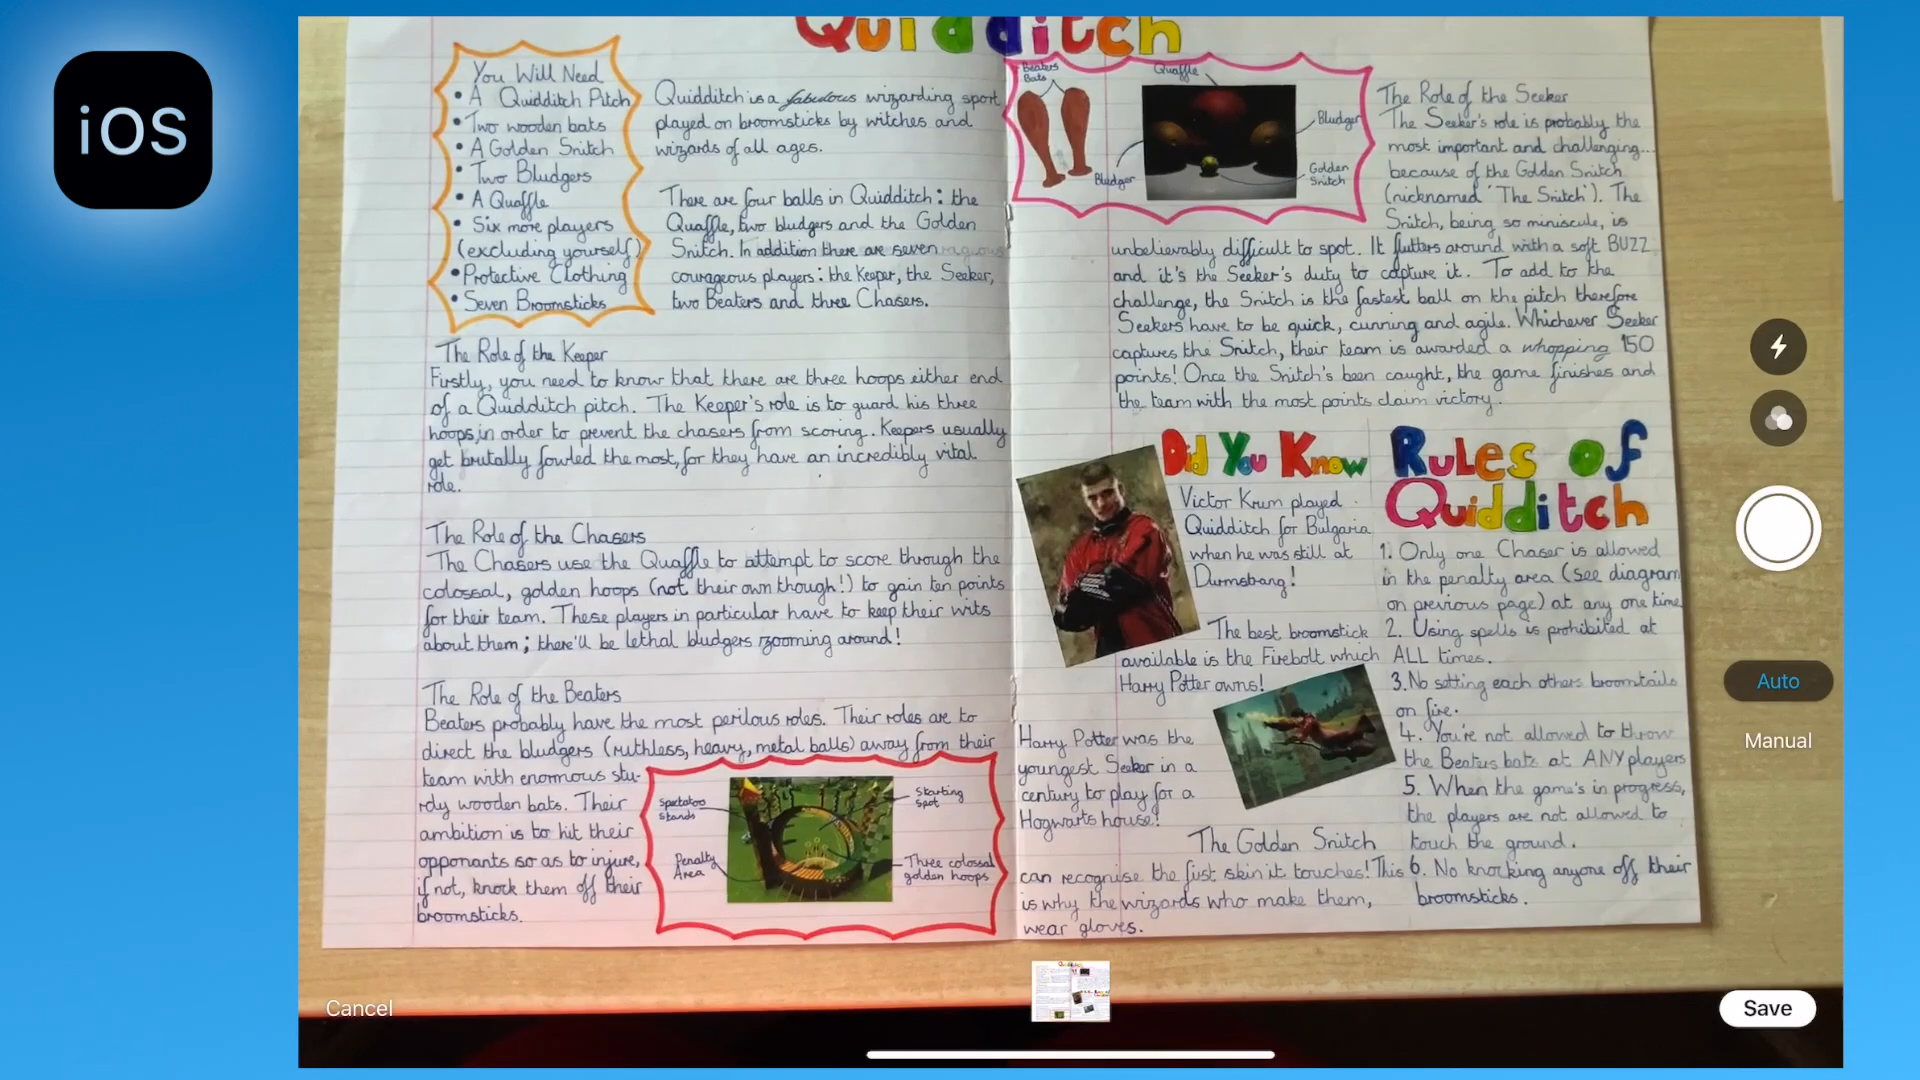 iOS
Quidditch
You Will Need
• A Quidditch Pitch
• Two wooden bats
• A Golden Snitch
• Two Bludgers
• A Quaffle
• Six more players
(excluding yourself)
• Protective Clothing
• Seven Broomsticks
Quidditch is a fabulous wizarding sport
played on broomsticks by witches and
wizards of all ages.
There are four balls in Quidditch: the
Quaffle, two bludgers and the Golden
Snitch. In addition there are seven
courageous players: the Keeper, the Seeker,
two Beaters and three Chasers.
The Role of the Keeper
Firstly, you need to know that there are three hoops either end
of a Quidditch pitch. The Keeper's role is to guard his three
hoops, in order to prevent the chasers from scoring. Keepers usually
get brutally fowled the most, for they have an incredibly vital
role.
The Role of the Chasers
The Chasers use the Quaffle to attempt to score through the
colossal, golden hoops (not their own though!) to gain ten points
for their team. These players in particular have to keep their wits
about them; there'll be lethal bludgers zooming around!
The Role of the Beaters
Beaters probably have the most perilous roles. Their roles are to
direct the bludgers (ruthless, heavy, metal balls) away from their
team with enormous stu-
rdy wooden bats. Their
ambition is to hit their
opponants so as to injure,
if not, knock them off their
broomsticks.
Spectator
Stands
Starting
Spot
Penalty
Area
Three colossal
golden hoops
Beaters
Bats
Quaffle
Bludger
Bludger
Golden
Snitch
The Role of the Seeker
The Seeker's role is probably the
most important and challenging...
because of the Golden Snitch
(nicknamed 'The Snitch'). The
Snitch, being so miniscule, is
unbelievably difficult to spot. It flutters around with a soft BUZZ
and it's the Seeker's duty to capture it. To add to the
challenge, the Snitch is the fastest ball on the pitch therefore
Seekers have to be quick, cunning and agile. Whichever Seeker
captures the Snitch, their team is awarded a whopping 150
points! Once the Snitch's been caught, the game finishes and
the team with the most points claim victory.
Did You Know
Victor Krum played
Quidditch for Bulgaria
when he was still at
Durmstrang!
The best broomstick
available is the Firebolt which
Harry Potter owns!
Harry Potter was the
youngest Seeker in a
century to play for a
Hogwarts house!
The Golden Snitch
can recognise the first skin it touches! This
is why the wizards who make them,
wear gloves.
Rules of
Quidditch
1. Only one Chaser is allowed
in the penalty area (see diagram
on previous page) at any one time
2. Using spells is prohibited at
ALL times.
3. No setting each others broomtails
on fire.
4. You're not allowed to throw
the Beaters bats at ANY players
5. When the game's in progress,
the players are not allowed to
touch the ground.
6. No knocking anyone off their
broomsticks.
Auto
Manual
Cancel
Save